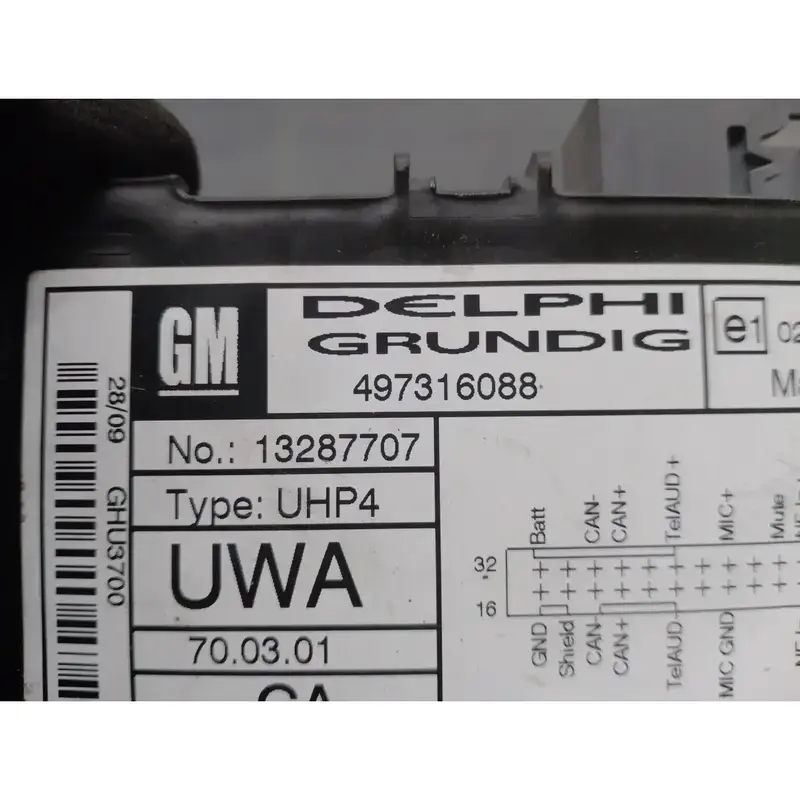 GM
DELPHI
GRUNDIG
497316088
e1
28/09 GHU3700
No.: 13287707
Type: UHP4
UWA
70.03.01
CA
Batt
CAN-
CAN+
TelAUD+
MIC+
Mute
32
16
GND
Shield
CAN-
CAN+
TelAUD-
MIC GND